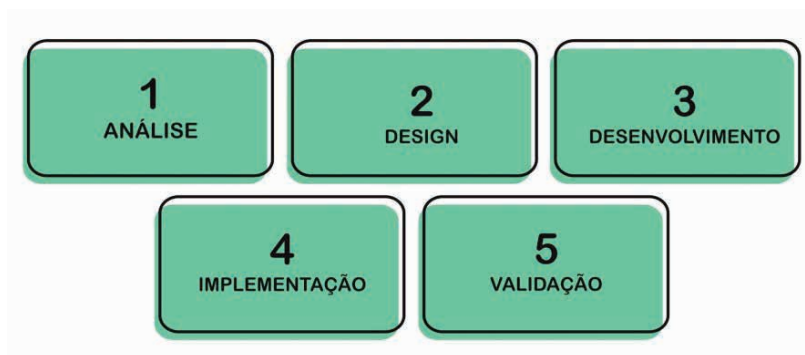 1
ANÁLISE
2
DESIGN
3
DESENVOLVIMENTO
4
IMPLEMENTAÇÃO
5
VALIDAÇÃO